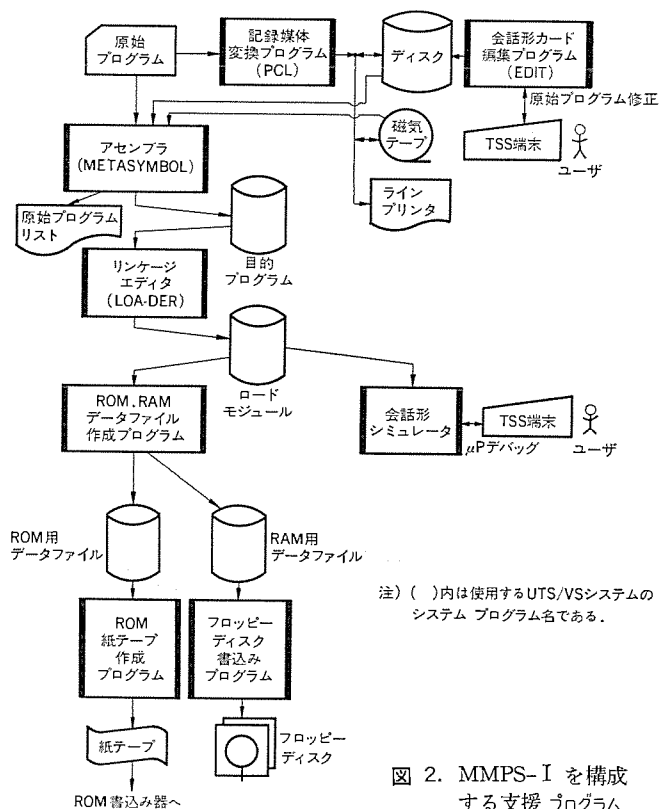 原始
プログラム
記録媒体
変換プログラム
(PCL)
ディスク
会話形カード
編集プログラム
(EDIT)
原始プログラム修正
TSS端末
ユーザ
アセンブラ
(METASYMBOL)
磁気
テープ
ライン
プリンタ
原始プログラム
リスト
目的
プログラム
リンケージ
エディタ
(LOA-DER)
ロード
モジュール
ROM.RAM
データファイル
作成プログラム
会話形
シミュレータ
TSS端末
μPデバッグ
ユーザ
ROM用
データファイル
RAM用
データファイル
注) ( )内は使用するUTS/VSシステムの
システム プログラム名である.
ROM
紙テープ
作成
プログラム
フロッピー
ディスク
書込み
プログラム
紙テープ
フロッピー
ディスク
ROM書込み器へ
図 2. MMPS-I を構成
する支援 プログラム